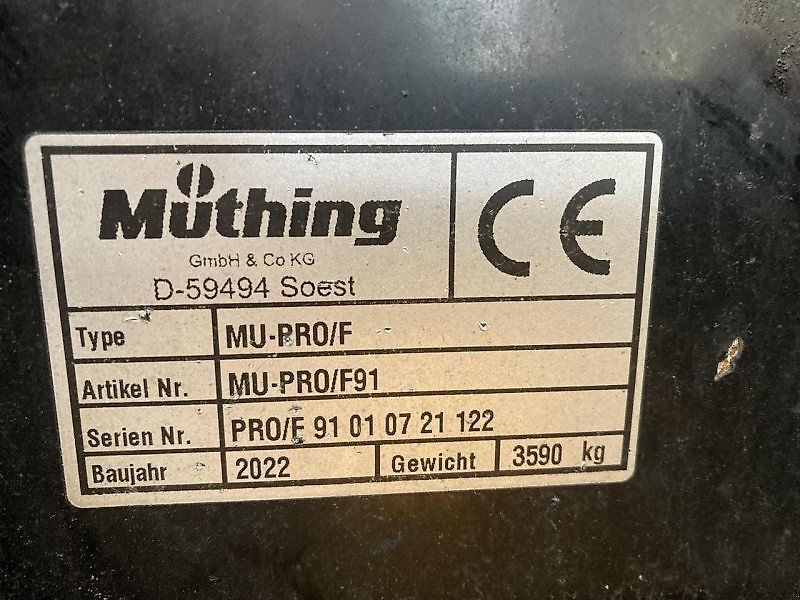 Müthing
GmbH & Co KG
D-59494 Soest
CE
Type MU-PRO/F
Artikel Nr. MU-PRO/F91
Serien Nr. PRO/F 91 01 07 21 122
Baujahr 2022 Gewicht 3590 kg